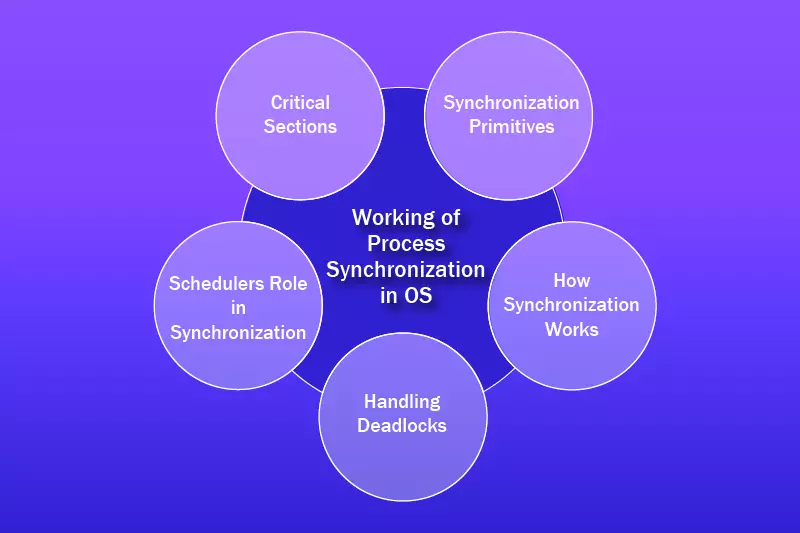 Critical
Sections
Synchronization
Primitives
Working of
Process
Synchronization
in OS
Schedulers Role
in
Synchronization
How
Synchronization
Works
Handling
Deadlocks